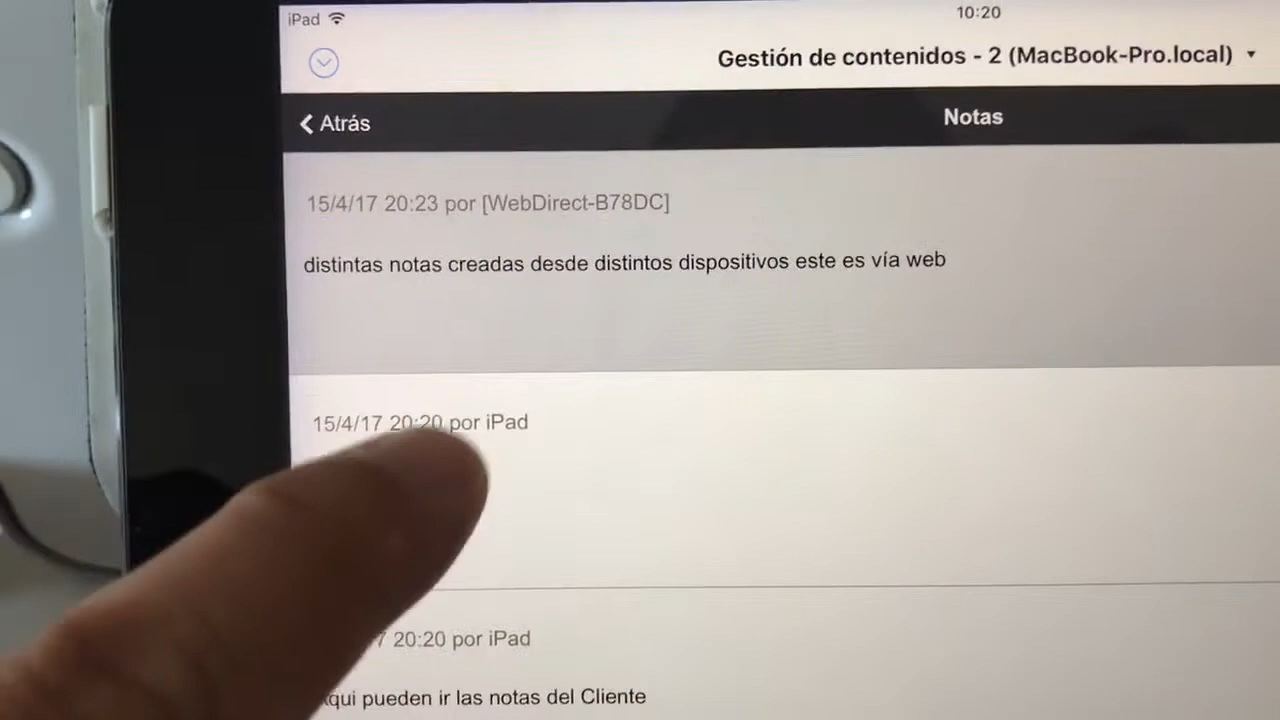 iPad
10:20
Gestión de contenidos - 2 (MacBook-Pro.local)
Atrás
Notas
15/4/17 20:23 por [WebDirect-B78DC]
distintas notas creadas desde distintos dispositivos este es vía web
15/4/17 20:20 por iPad
20:20 por iPad
pueden ir las notas del Cliente